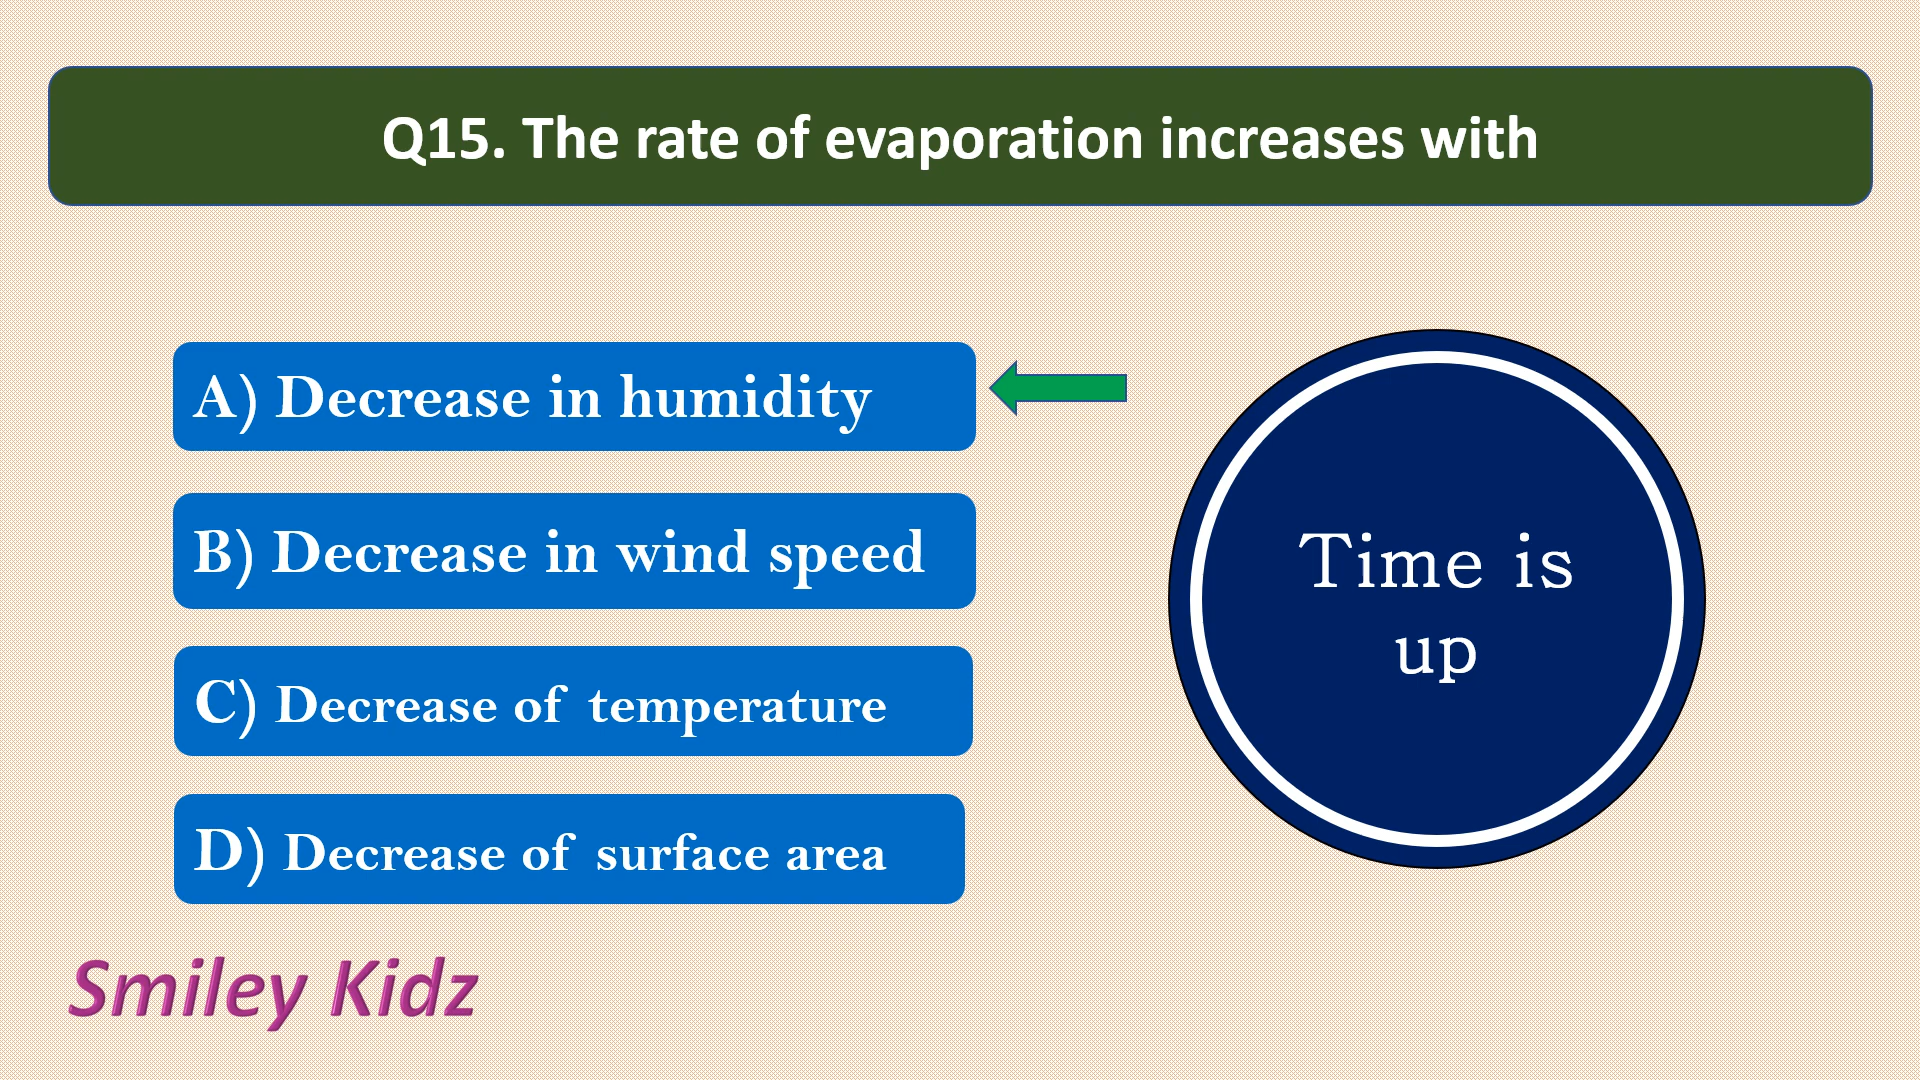 Q15. The rate of evaporation increases with
A) Decrease in humidity
B) Decrease in wind speed
C) Decrease of temperature
D) Decrease of surface area
Time is
up
Smiley Kidz